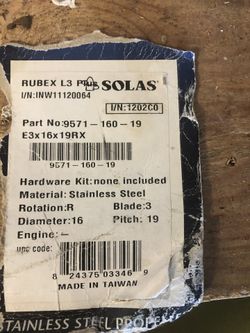 RUBEX L3 Plus SOLAS
I/N:INW11120064
I/N:1202C0
Part No:9571-160-19
E3x16x19RX
9571-160-19
Hardware Kit:none included
Material: Stainless Steel
Rotation:R Blade:3
Diameter:16 Pitch: 19
Engine: –
upc code:
8 24375 03346 9
MADE IN TAIWAN
STAINLESS STEEL